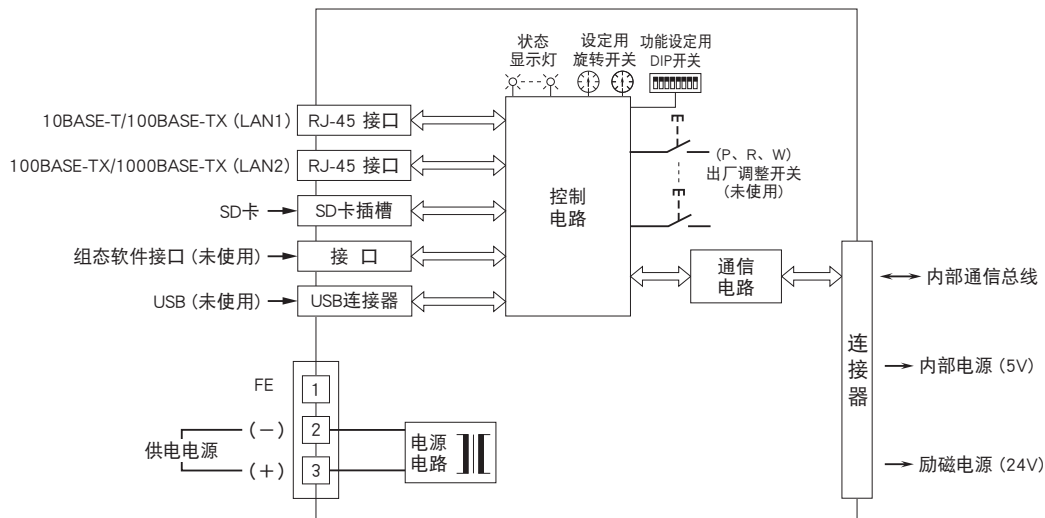 状态
显示灯
设定用
旋转开关
功能设定用
DIP开关
10BASE-T/100BASE-TX (LAN1)
RJ-45 接口
100BASE-TX/1000BASE-TX (LAN2)
RJ-45 接口
SD卡
SD卡插槽
组态软件接口 (未使用)
接 口
USB (未使用)
USB连接器
控制
电路
(P、R、W)
出厂调整开关
(未使用)
通信
电路
连
接
器
内部通信总线
内部电源 (5V)
励磁电源 (24V)
FE
1
供电电源
(－)
2
(＋)
3
电源
电路